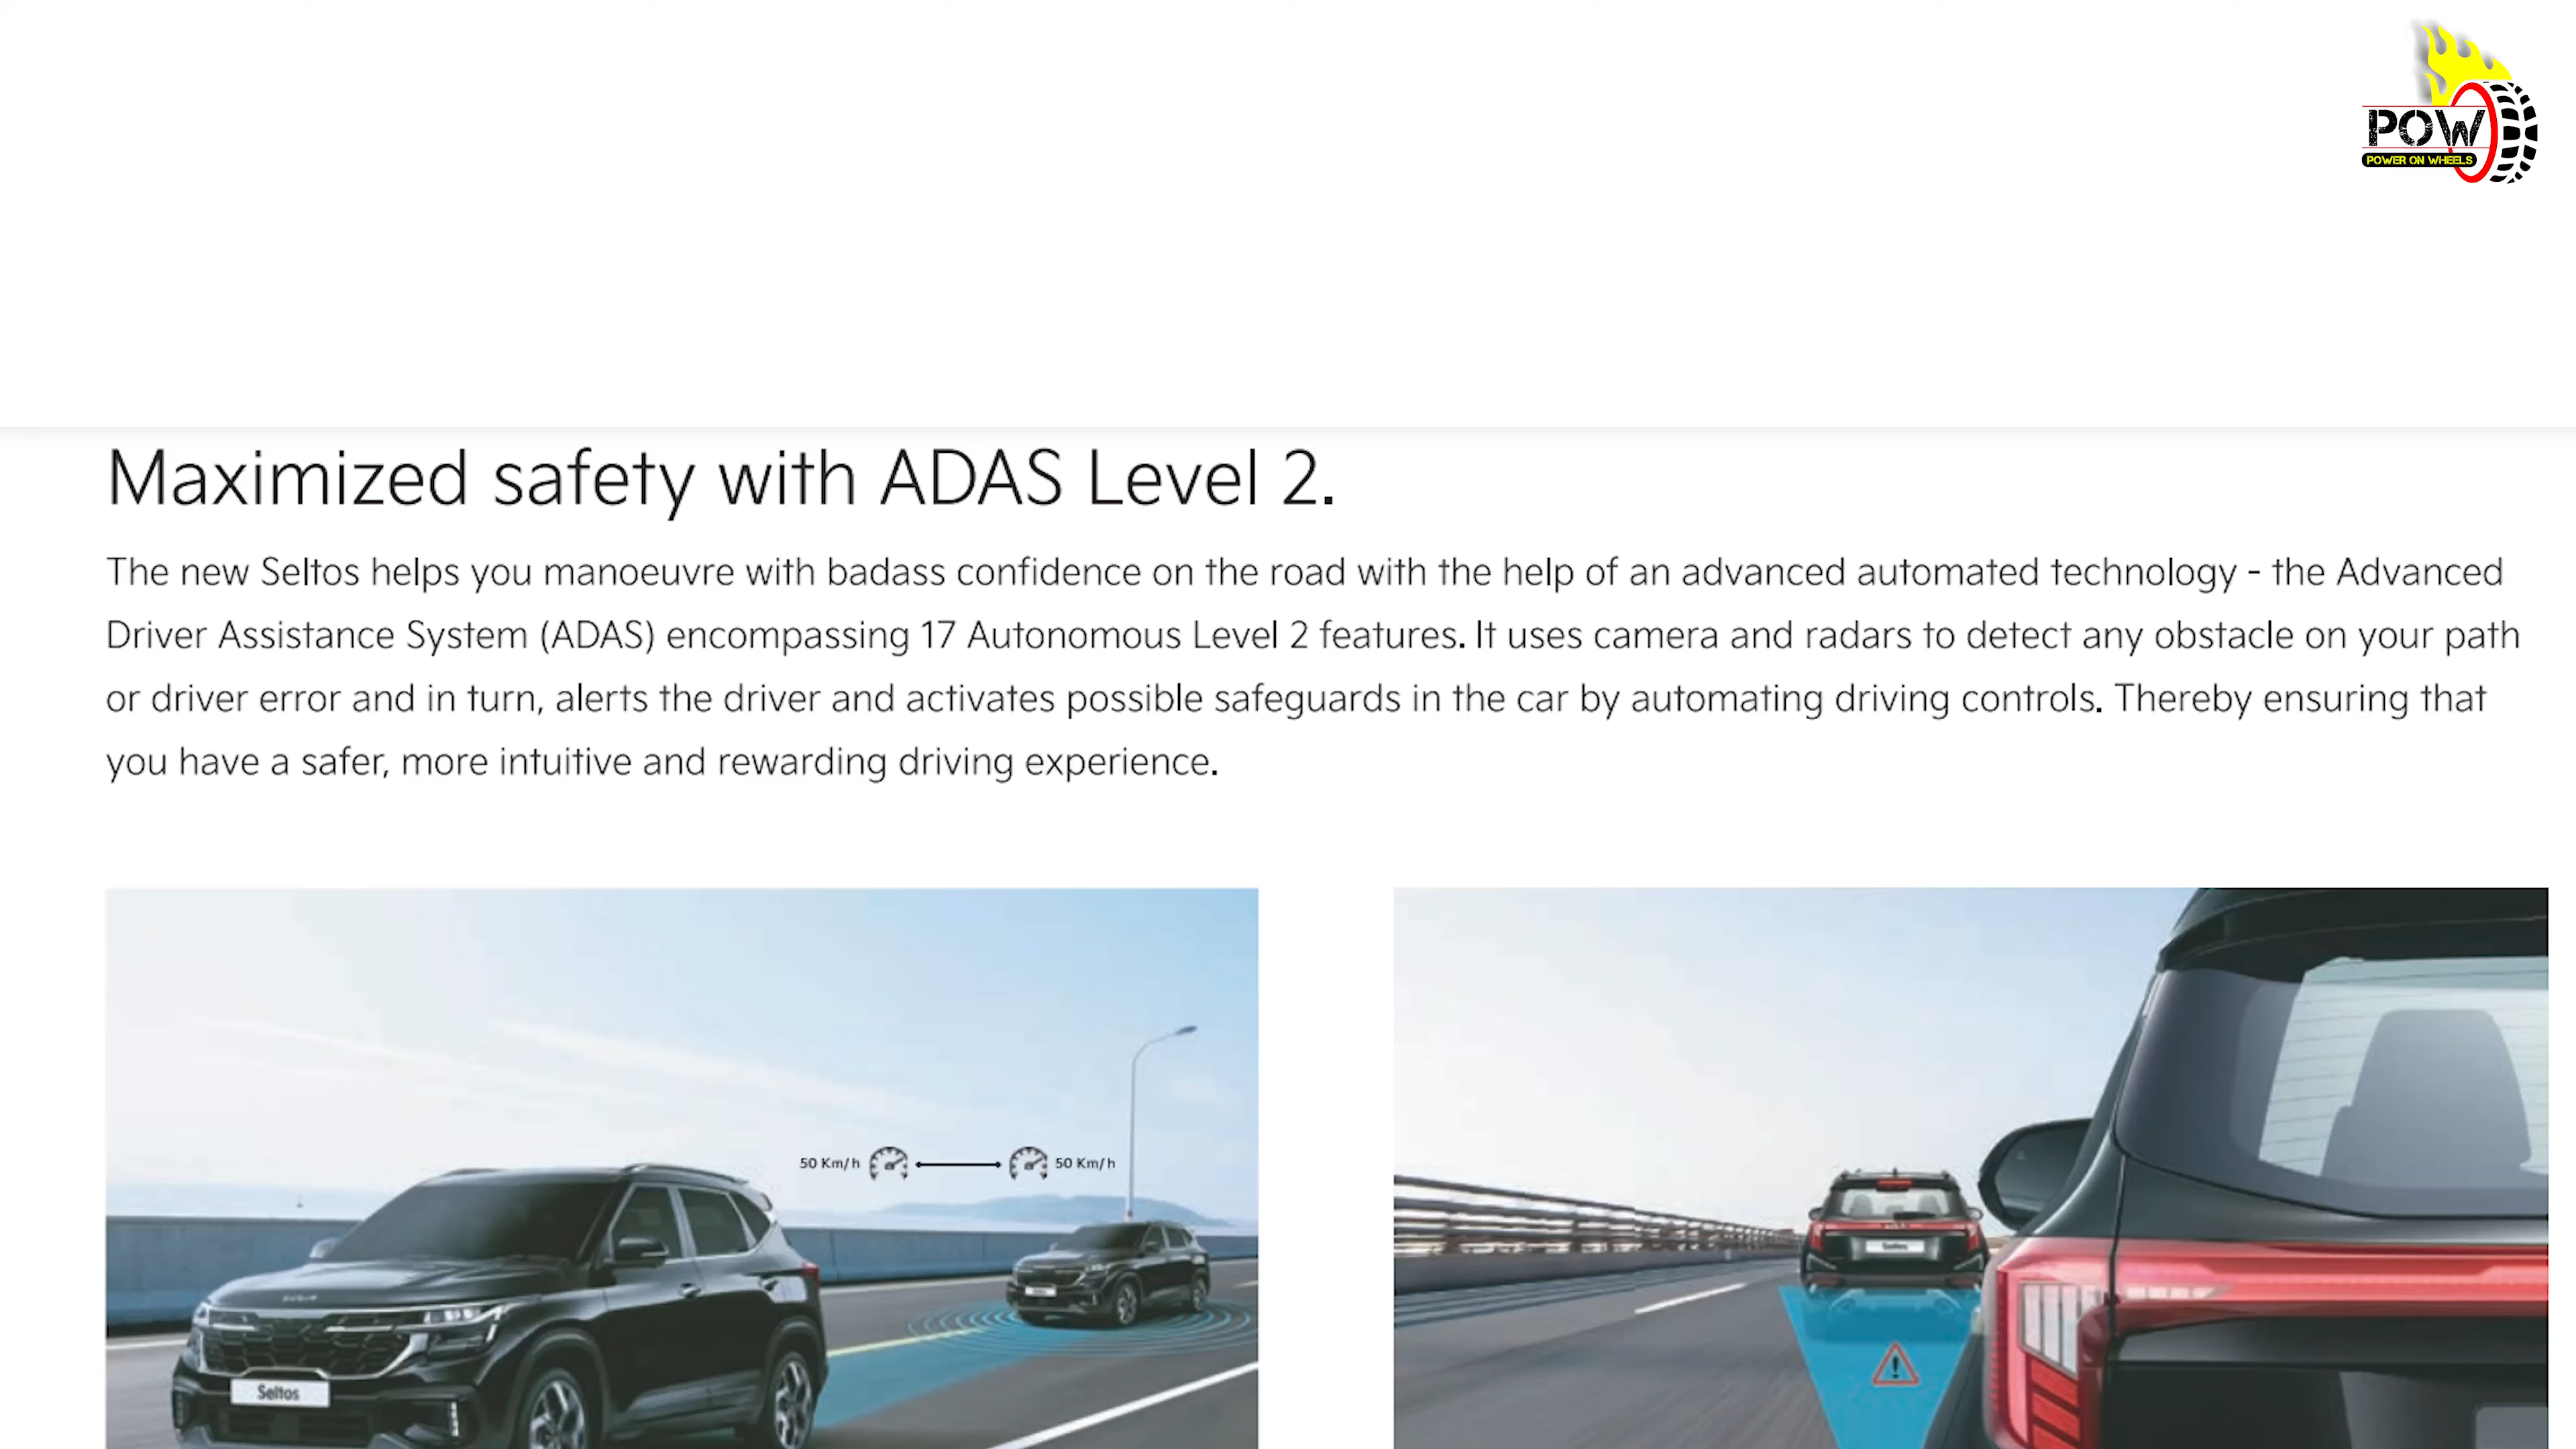 POW
POWER ON WHEELS
Maximized safety with ADAS Level 2.
The new Seltos helps you manoeuvre with badass confidence on the road with the help of an advanced automated technology - the Advanced
Driver Assistance System (ADAS) encompassing 17 Autonomous Level 2 features. It uses camera and radars to detect any obstacle on your path
or driver error and in turn, alerts the driver and activates possible safeguards in the car by automating driving controls. Thereby ensuring that
you have a safer, more intuitive and rewarding driving experience.
50 Km/h
50 Km/h
KIA
Seltos
Seltos